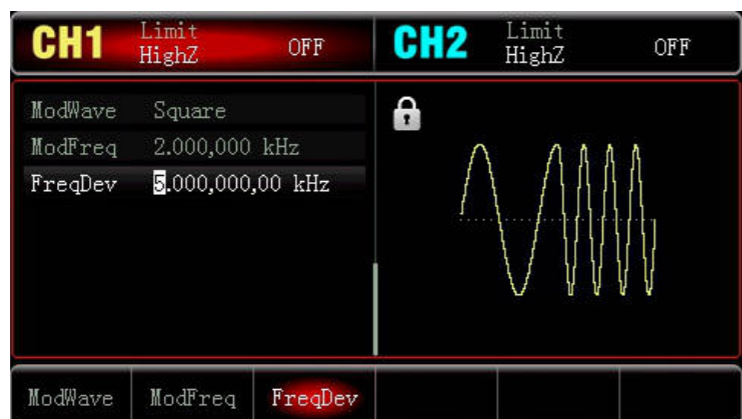 CH1 Limit OFF CH2 Limit OFF
HighZ HighZ
ModWave Square
ModFreq 2.000,000 kHz
FreqDev 5.000,000,00 kHz
ModWave ModFreq FreqDev